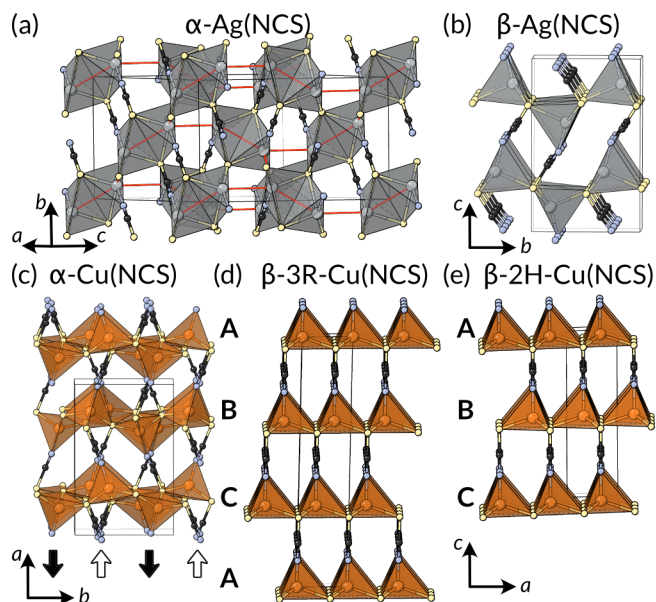 (a) α-Ag(NCS)
b
a c
(b) β-Ag(NCS)
c
b
(c) α-Cu(NCS)
a
b
(d) β-3R-Cu(NCS)
A
B
C
A
(e) β-2H-Cu(NCS)
A
B
C
c
a